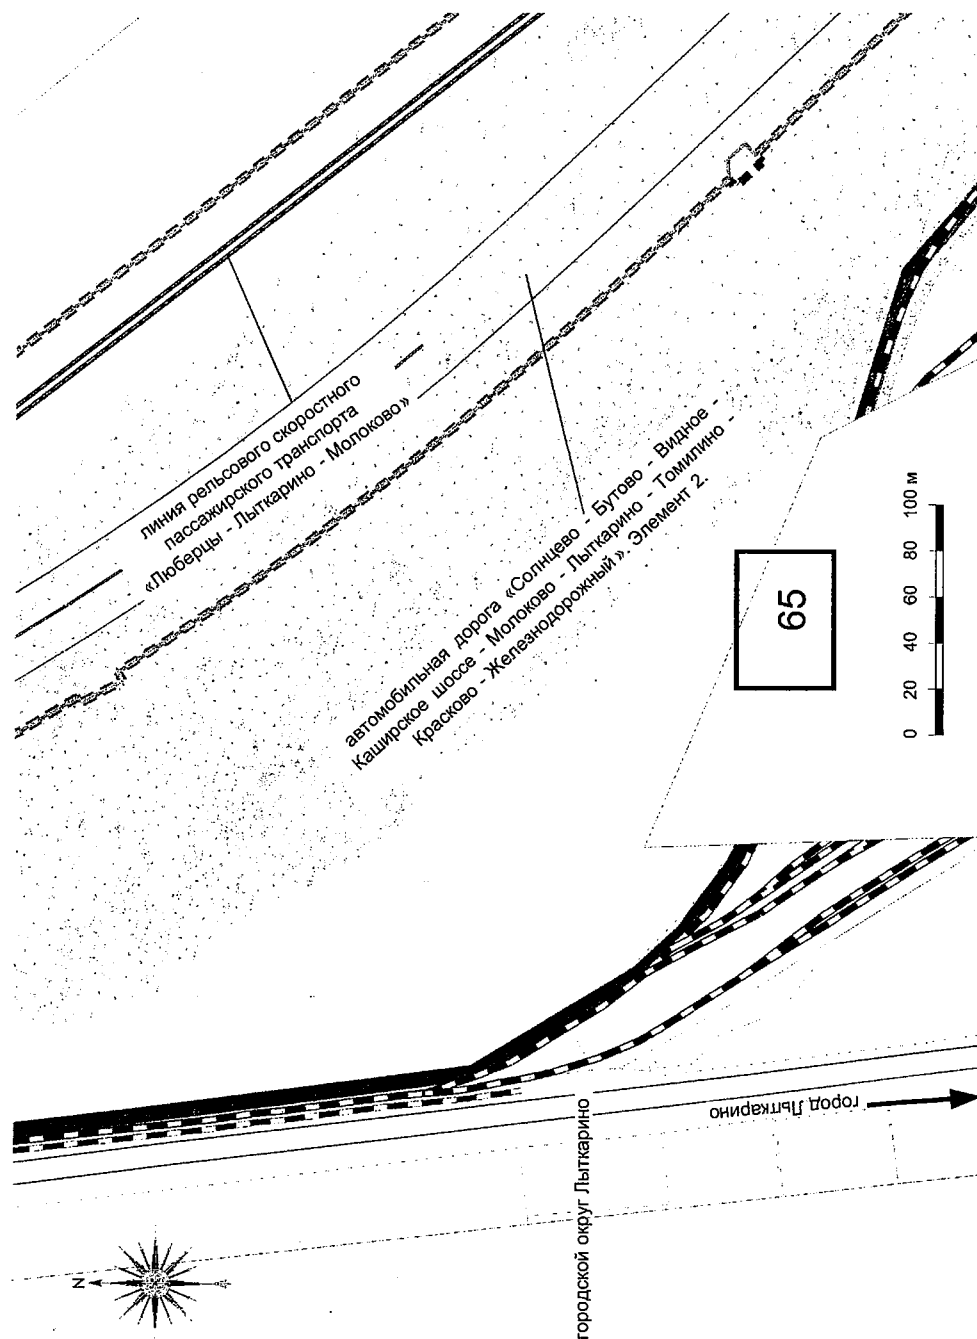 линия рельсового скоростного
пассажирского транспорта
«Люберцы - Лыткарино - Молоково»
автомобильная дорога «Солнцево - Бутово - Видное -
Каширское шоссе - Молоково - Лыткарино - Томилино -
Красково - Железнодорожный». Элемент 2.
65
0 20 40 60 80 100 м
город Лыткарино
городской округ Лыткарино
N